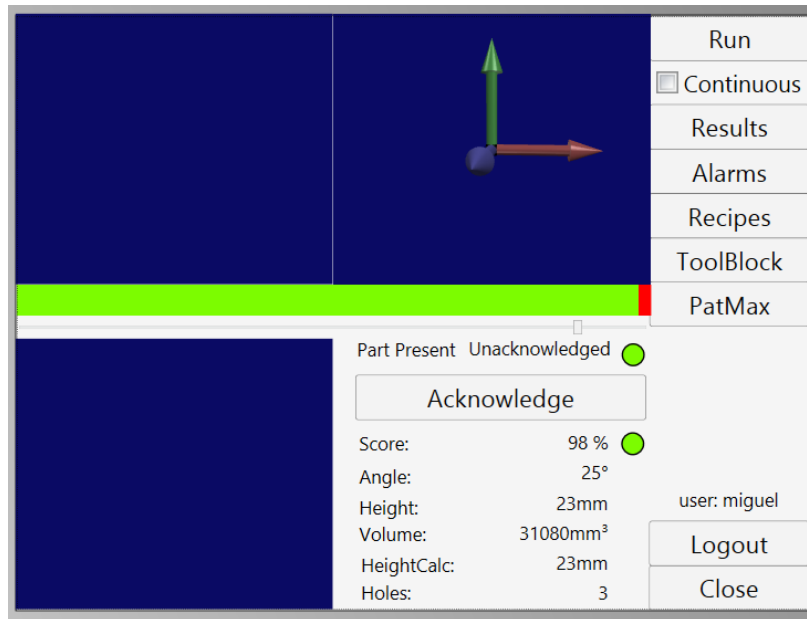 Run
Continuous
Results
Alarms
Recipes
ToolBlock
PatMax
Part Present Unacknowledged
Acknowledge
Score: 98 %
Angle: 25°
Height: 23mm
Volume: 31080mm³
HeightCalc: 23mm
Holes: 3
user: miguel
Logout
Close